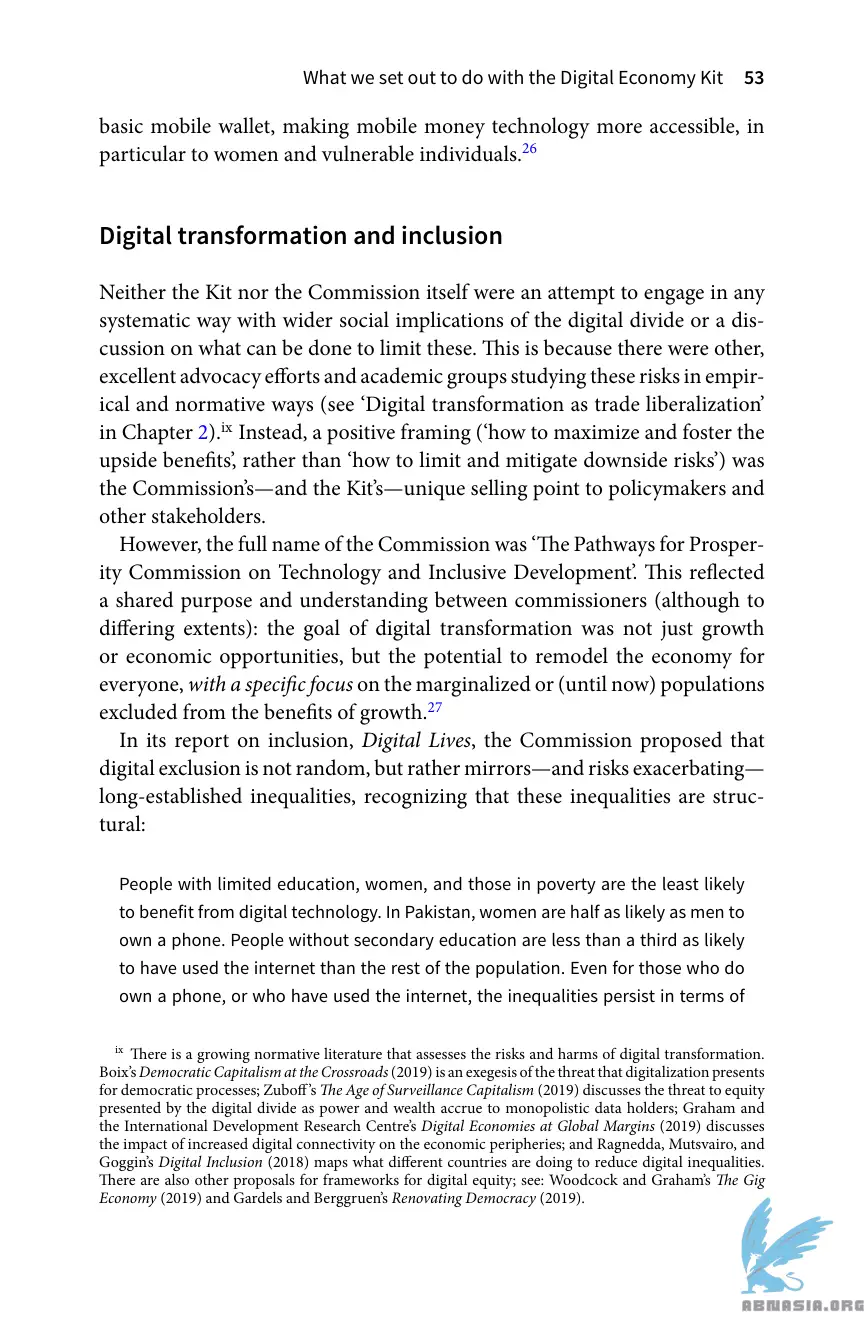 What we set out to do with the Digital Economy Kit 53
basic mobile wallet, making mobile money technology more accessible, in
particular to women and vulnerable individuals.26
Digital transformation and inclusion
Neither the Kit nor the Commission itself were an attempt to engage in any
systematic way with wider social implications of the digital divide or a dis-
cussion on what can be done to limit these. This is because there were other,
excellent advocacy efforts and academic groups studying these risks in empir-
ical and normative ways (see ‘Digital transformation as trade liberalization’
in Chapter 2).ix Instead, a positive framing (‘how to maximize and foster the
upside benefits’, rather than ‘how to limit and mitigate downside risks’) was
the Commission’s—and the Kit’s—unique selling point to policymakers and
other stakeholders.
However, the full name of the Commission was ‘The Pathways for Prosper-
ity Commission on Technology and Inclusive Development’. This reflected
a shared purpose and understanding between commissioners (although to
differing extents): the goal of digital transformation was not just growth
or economic opportunities, but the potential to remodel the economy for
everyone, with a specific focus on the marginalized or (until now) populations
excluded from the benefits of growth.27
In its report on inclusion, Digital Lives, the Commission proposed that
digital exclusion is not random, but rather mirrors—and risks exacerbating—
long-established inequalities, recognizing that these inequalities are struc-
tural:
People with limited education, women, and those in poverty are the least likely
to benefit from digital technology. In Pakistan, women are half as likely as men to
own a phone. People without secondary education are less than a third as likely
to have used the internet than the rest of the population. Even for those who do
own a phone, or who have used the internet, the inequalities persist in terms of
ix There is a growing normative literature that assesses the risks and harms of digital transformation.
Boix’s Democratic Capitalism at the Crossroads (2019) is an exegesis of the threat that digitalization presents
for democratic processes; Zuboff’s The Age of Surveillance Capitalism (2019) discusses the threat to equity
presented by the digital divide as power and wealth accrue to monopolistic data holders; Graham and
the International Development Research Centre’s Digital Economies at Global Margins (2019) discusses
the impact of increased digital connectivity on the economic peripheries; and Ragnedda, Mutsvairo, and
Goggin’s Digital Inclusion (2018) maps what different countries are doing to reduce digital inequalities.
There are also other proposals for frameworks for digital equity; see: Woodcock and Graham’s The Gig
Economy (2019) and Gardels and Berggruen’s Renovating Democracy (2019).
ABNASIA.ORG